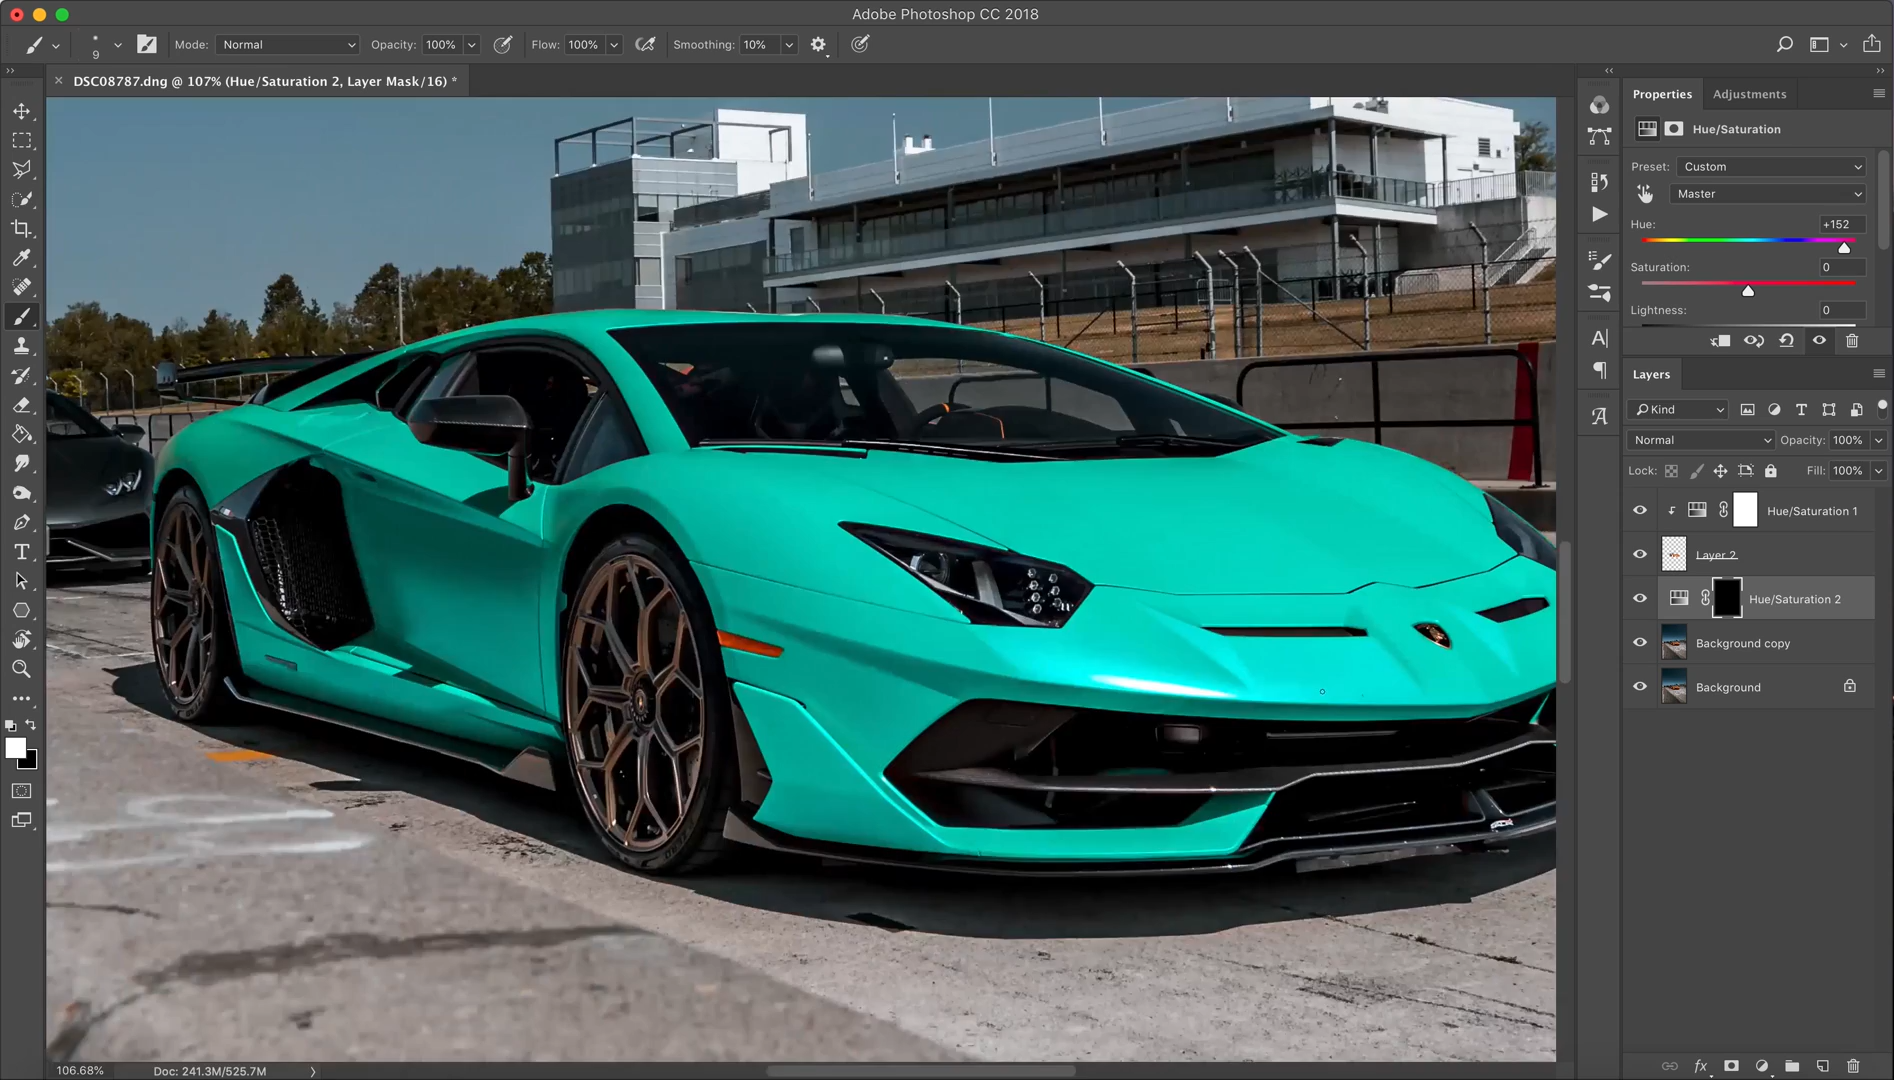 Adobe Photoshop CC 2018
9
Mode: Normal
Opacity: 100%
Flow: 100%
Smoothing: 10%
DSC08787.dng @ 107% (Hue/Saturation 2, Layer Mask/16) *
Properties
Adjustments
Hue/Saturation
Preset: Custom
Master
Hue: +152
Saturation: 0
Lightness: 0
Layers
Kind
Normal
Opacity: 100%
Lock:
Fill: 100%
Hue/Saturation 1
Layer 2
Hue/Saturation 2
Background copy
Background
fx
106.68%
Doc: 241.3M/525.7M